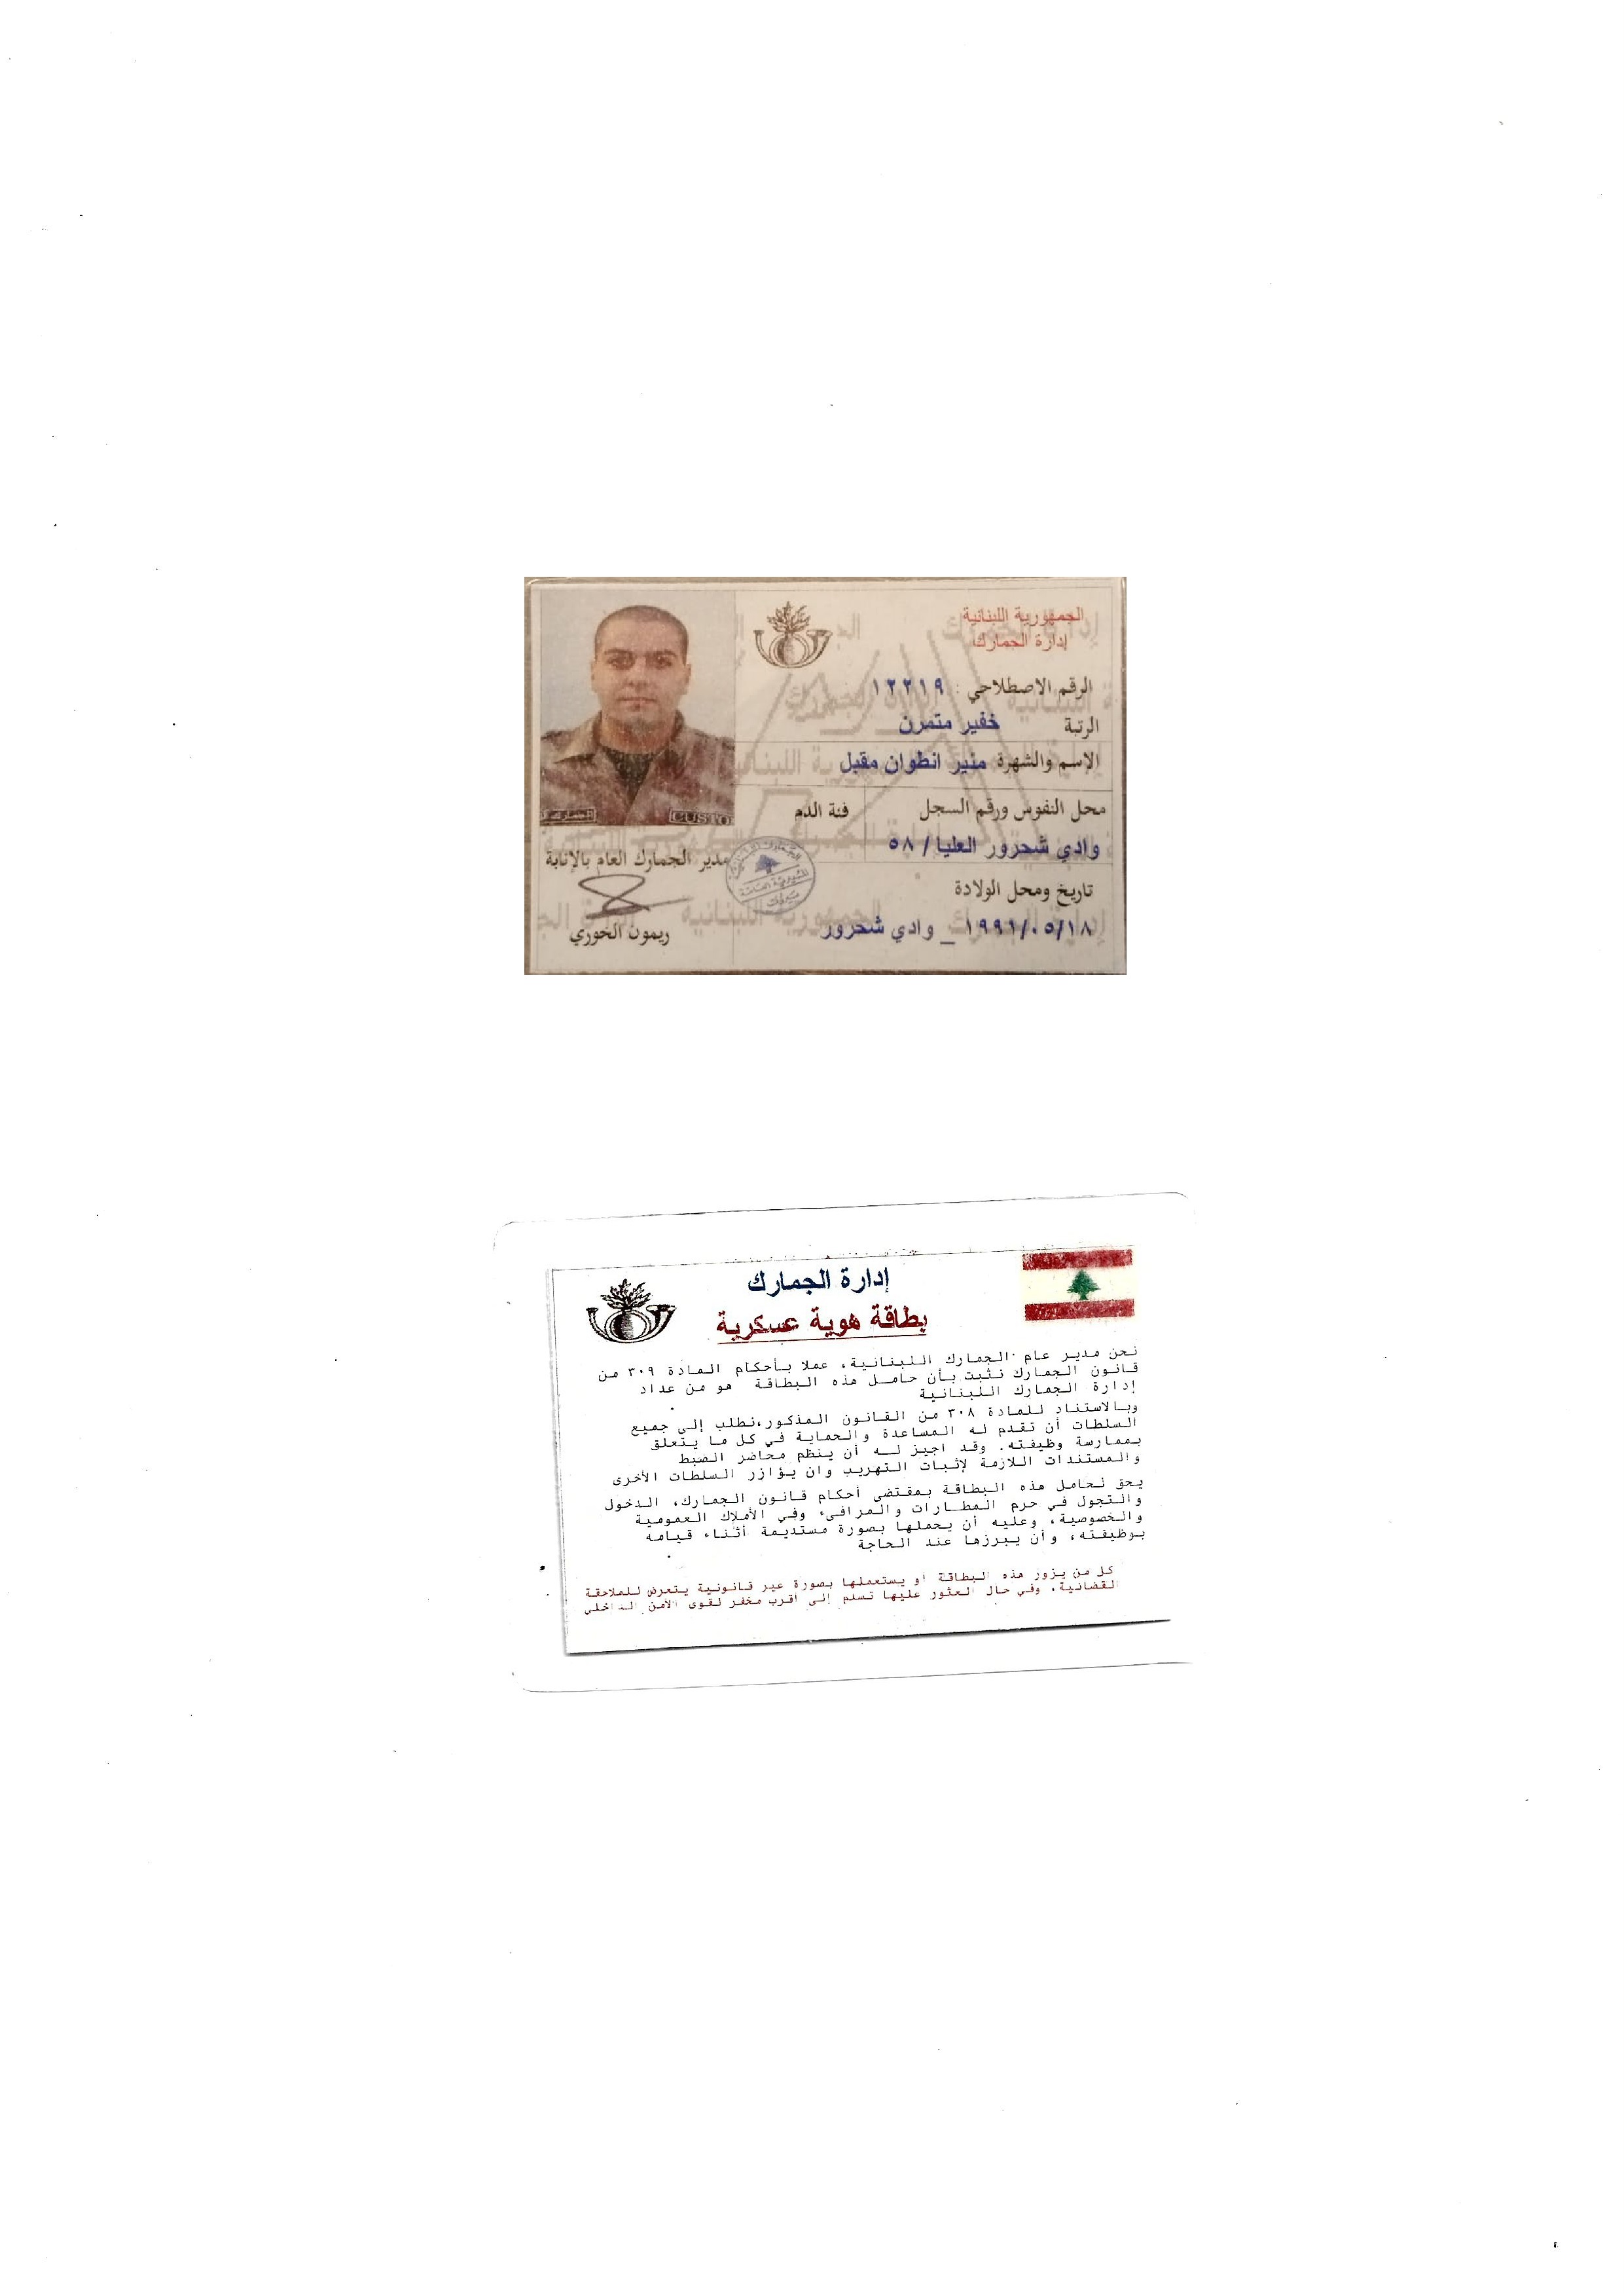 الجمهورية اللبنانية
إدارة الجمارك
الرقم الإصطلاحي : ١٢٢١٩
الرتبة خفير متمرن
الإسم والشهرة منير انطوان مقبل
محل النفوس ورقم السجل
فئة الدم
وادي شحرور العليا / ٥٨
تاريخ ومحل الولادة
١٩٩١/٠٥/١٨ _ وادي شحرور
الجمارك
CUSTO
مدير الجمارك العام بالإنابة
ريمون الخوري
إدارة الجمارك
بطاقة هوية عسكرية
نحن مدير عام الجمارك اللبنانية، عملا بأحكام المادة ٣٠٩ من
قانون الجمارك نثبت بأن حامل هذه البطاقة هو من عداد
إدارة الجمارك اللبنانية
وبالاستناد للمادة ٣٠٨ من القانون المذكور،نطلب إلى جميع
السلطات أن تقدم له المساعدة والحماية في كل ما يتعلق
بممارسة وظيفته. وقد اجيز له أن ينظم محاضر الضبط
والمستندات اللازمة لإثبات التهريب وان يؤازر السلطات الأخرى
يحق لحامل هذه البطاقة بمقتضى أحكام قانون الجمارك، الدخول
والتجول في حرم المطارات والمرافىء وفي الأملاك العمومية
والخصوصية، وعليه أن يحملها بصورة مستديمة أثناء قيامه
بوظيفته، وأن يبرزها عند الحاجة
كل من يزور هذه البطاقة أو يستعملها بصورة غير قانونية يتعرض للملاحقة
القضائية. وفي حال العثور عليها تسلم إلى اقرب مخفر لقوى الأمن الداخلي